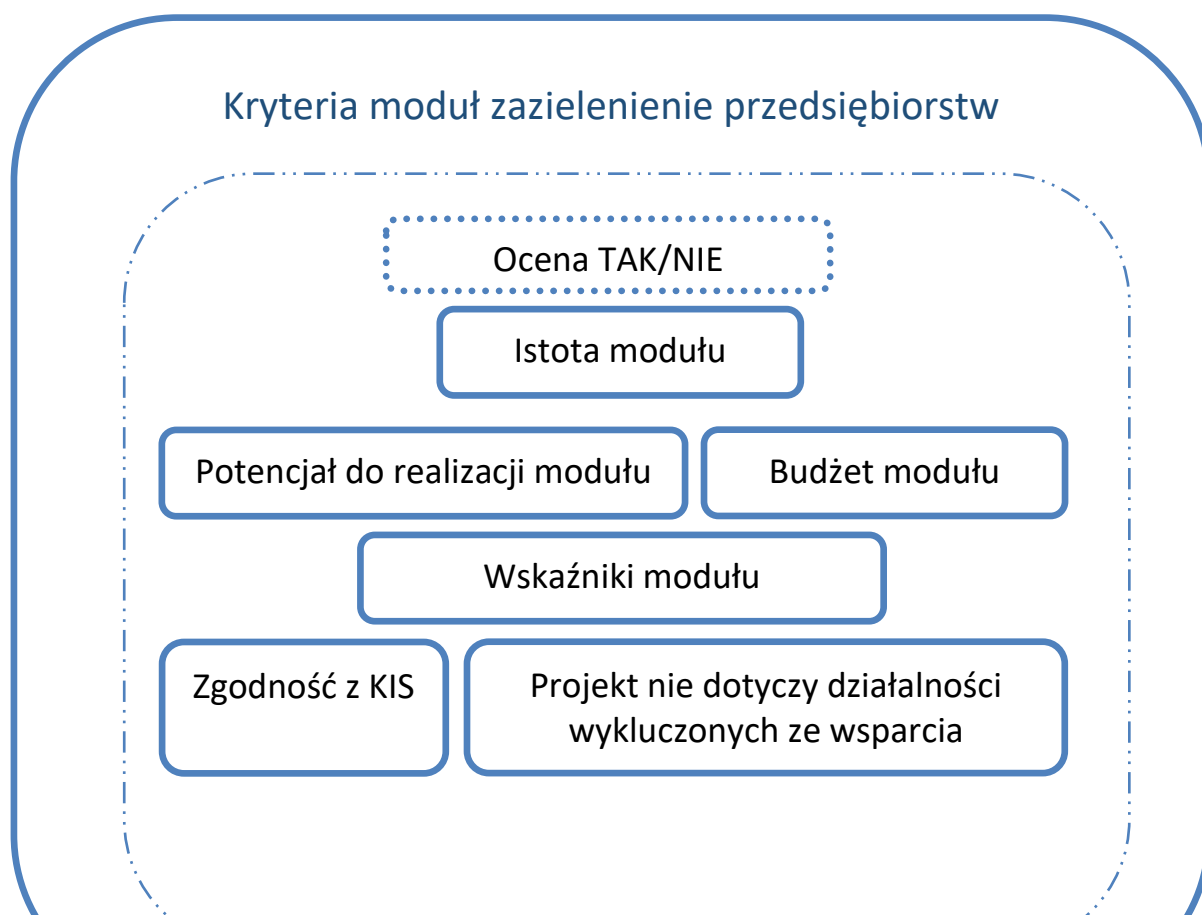 Kryteria moduł zazielenienie przedsiębiorstw
Ocena TAK/NIE
Istota modułu
Potencjał do realizacji modułu
Budżet modułu
Wskaźniki modułu
Zgodność z KIS
Projekt nie dotyczy działalności
wykluczonych ze wsparcia